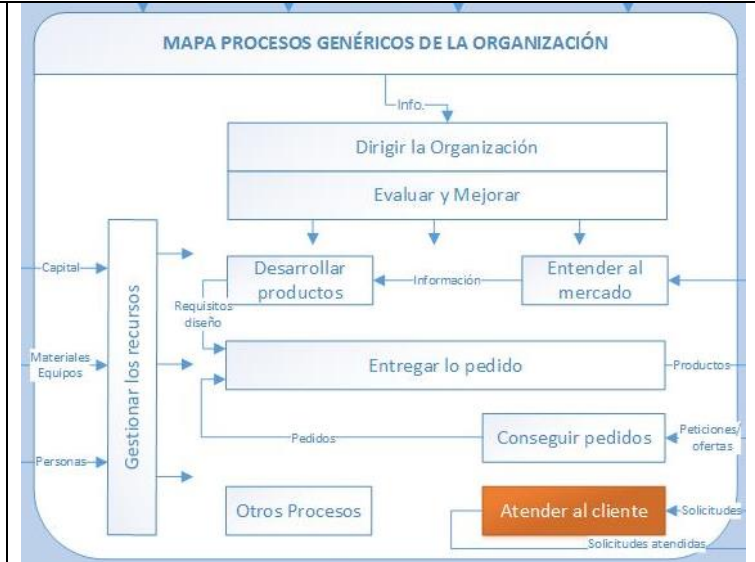 MAPA PROCESOS GENÉRICOS DE LA ORGANIZACIÓN
Info.
Dirigir la Organización
Evaluar y Mejorar
Capital
Desarrollar
productos
Información
Entender al
mercado
Requisitos
diseño
Materiales
Equipos
Gestionar los recursos
Entregar lo pedido
Productos
Pedidos
Conseguir pedidos
Peticiones/
ofertas
Personas
Otros Procesos
Atender al cliente
Solicitudes
Solicitudes atendidas